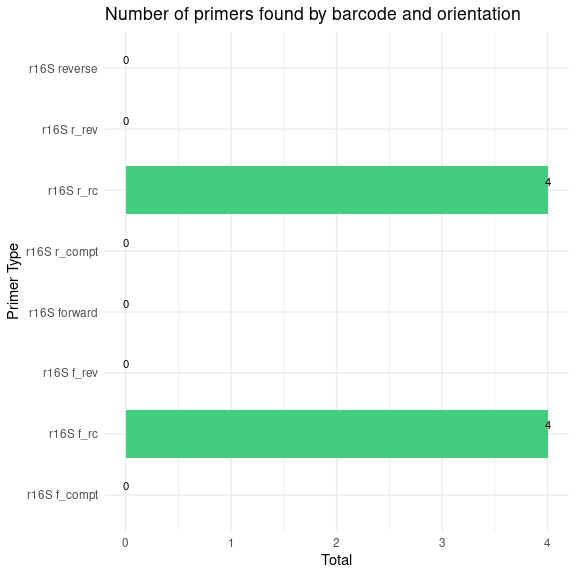 Number of primers found by barcode and orientation
Primer Type
r16S reverse 0
r16S r_rev 0
r16S r_rc 4
r16S r_compt 0
r16S forward 0
r16S f_rev 0
r16S f_rc 4
r16S f_compt 0
0 1 2 3 4
Total